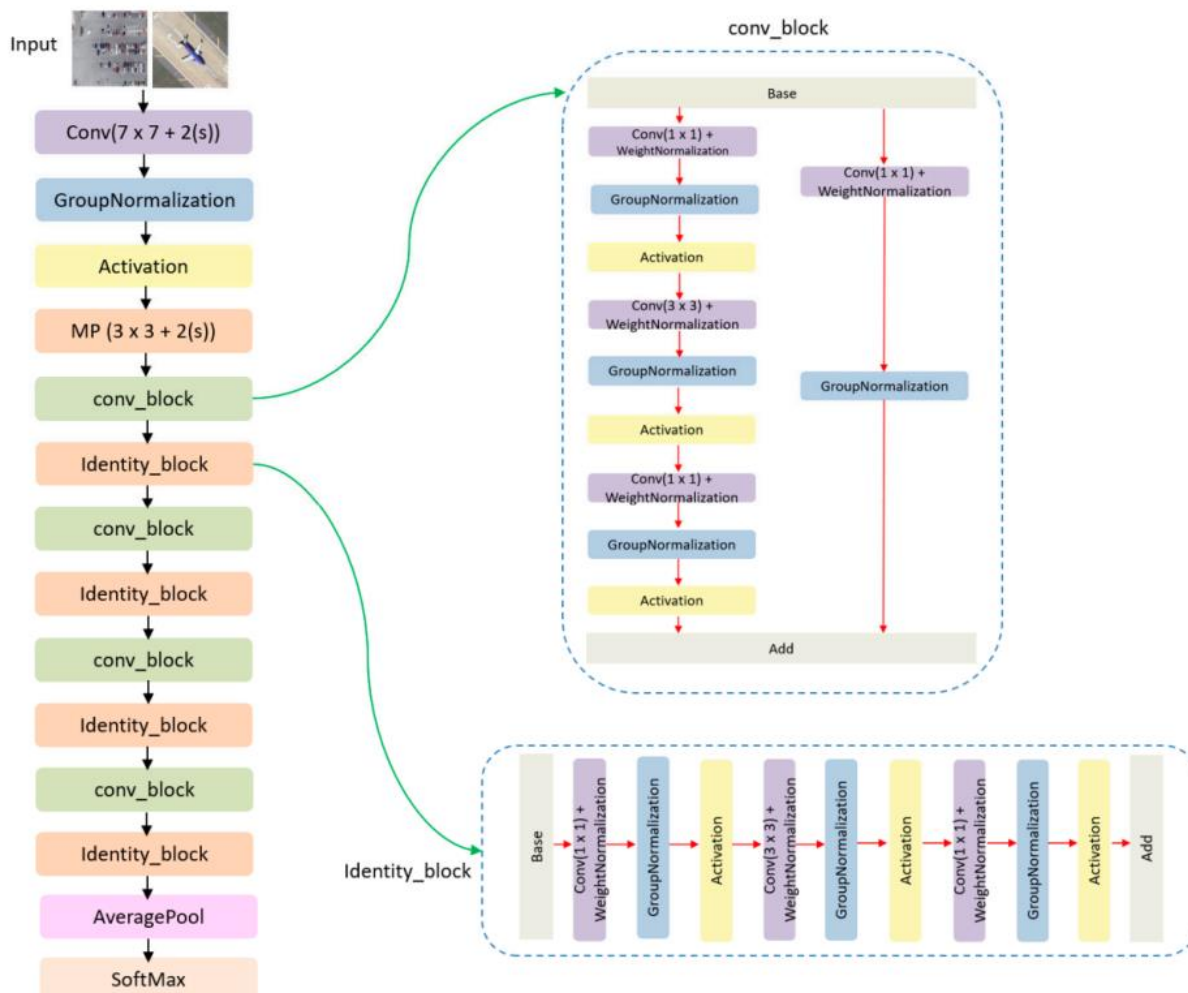 Input
Conv(7 x 7 + 2(s))
GroupNormalization
Activation
MP (3 x 3 + 2(s))
conv_block
Identity_block
conv_block
Identity_block
conv_block
Identity_block
conv_block
Identity_block
AveragePool
SoftMax
conv_block
Base
Conv(1 x 1) +
WeightNormalization
GroupNormalization
Activation
Conv(3 x 3) +
WeightNormalization
GroupNormalization
Activation
Conv(1 x 1) +
WeightNormalization
GroupNormalization
Activation
Conv(1 x 1) +
WeightNormalization
GroupNormalization
Add
Identity_block
Base
Conv(1 x 1) +
WeightNormalization
GroupNormalization
Activation
Conv(3 x 3) +
WeightNormalization
GroupNormalization
Activation
Conv(1 x 1) +
WeightNormalization
GroupNormalization
Activation
Add